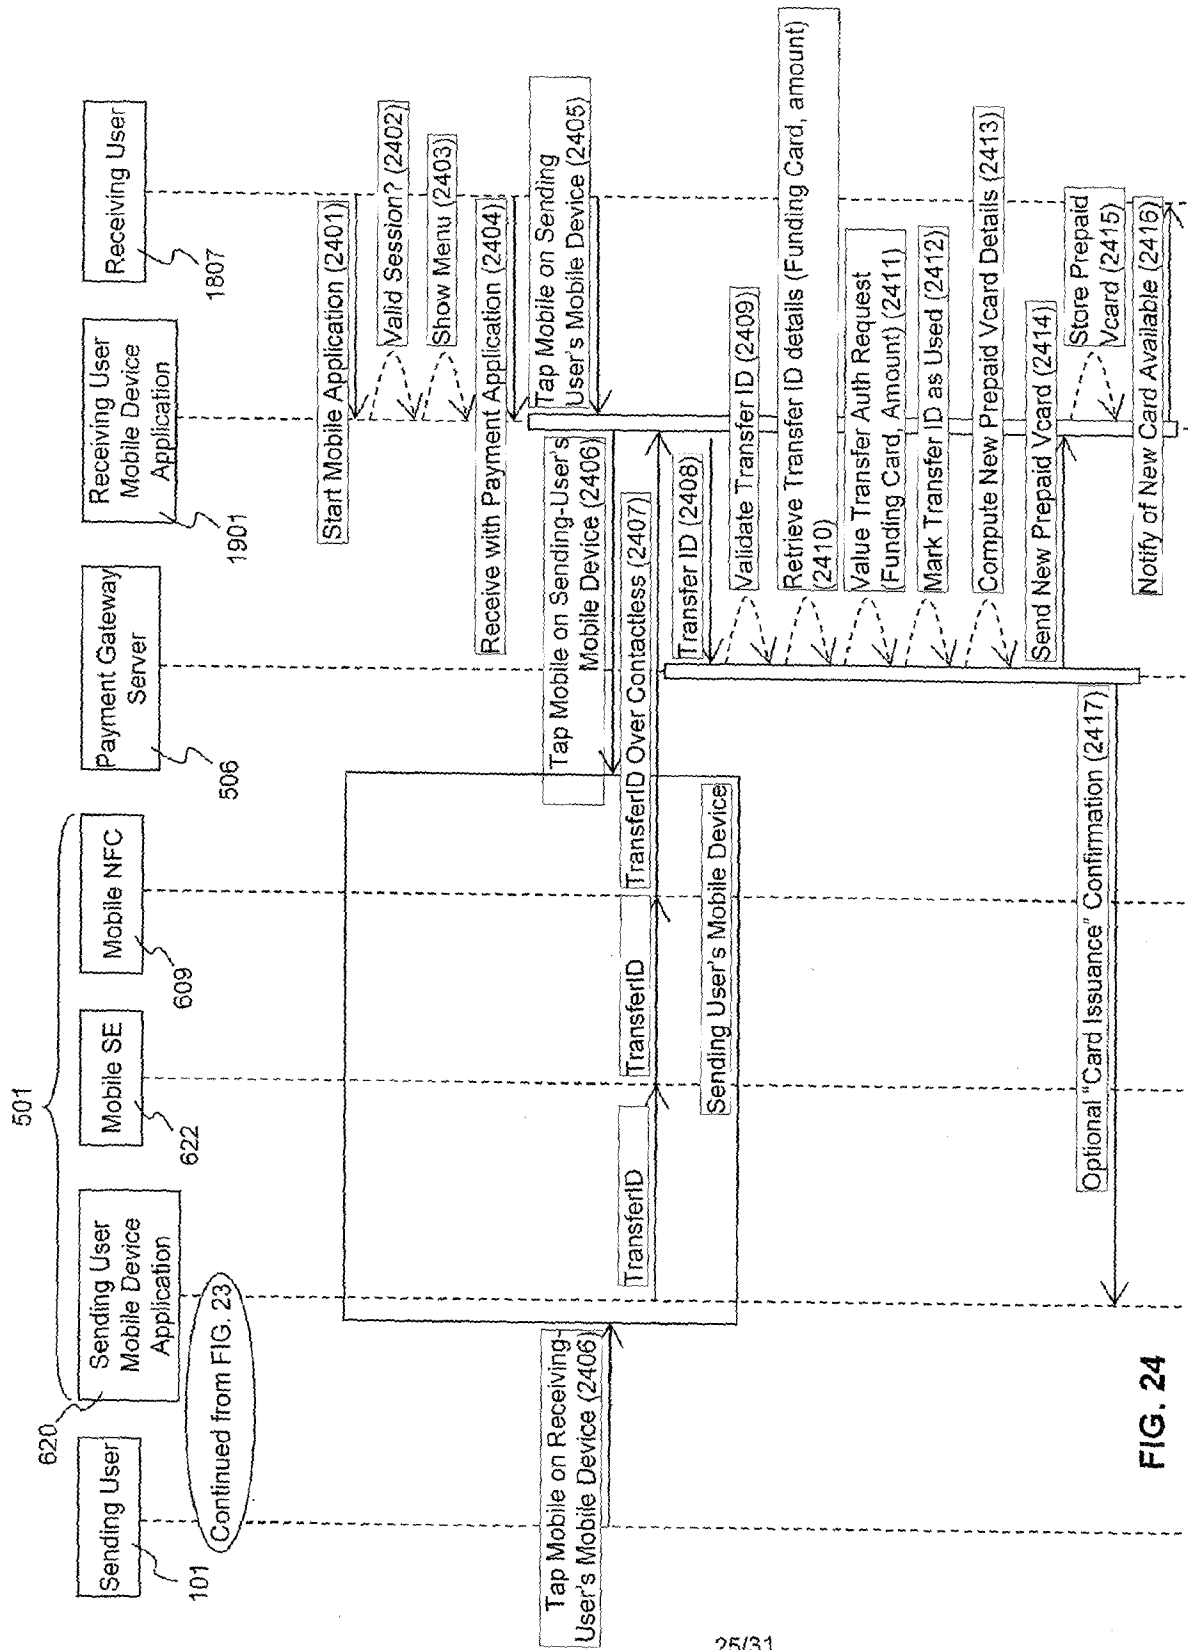 501
Sending User
101
620
Sending User
Mobile Device
Application
Mobile SE
622
Mobile NFC
609
Payment Gateway
Server
506
Receiving User
Mobile Device
Application
1901
Receiving User
1807
Continued from FIG. 23
Start Mobile Application (2401)
Valid Session? (2402)
Show Menu (2403)
Receive with Payment Application (2404)
Tap Mobile on Sending
User's Mobile Device (2405)
Tap Mobile on Receiving-
User's Mobile Device (2406)
Tap Mobile on Sending-User's
Mobile Device (2406)
TransferID
TransferID
TransferID Over Contactless (2407)
Transfer ID (2408)
Sending User's Mobile Device
Validate Transfer ID (2409)
Retrieve Transfer ID details (Funding Card, amount)
(2410)
Value Transfer Auth Request
(Funding Card, Amount) (2411)
Mark Transfer ID as Used (2412)
Compute New Prepaid Vcard Details (2413)
Send New Prepaid Vcard (2414)
Store Prepaid
Vcard (2415)
Optional "Card Issuance" Confirmation (2417)
Notify of New Card Available (2416)
FIG. 24
25/31